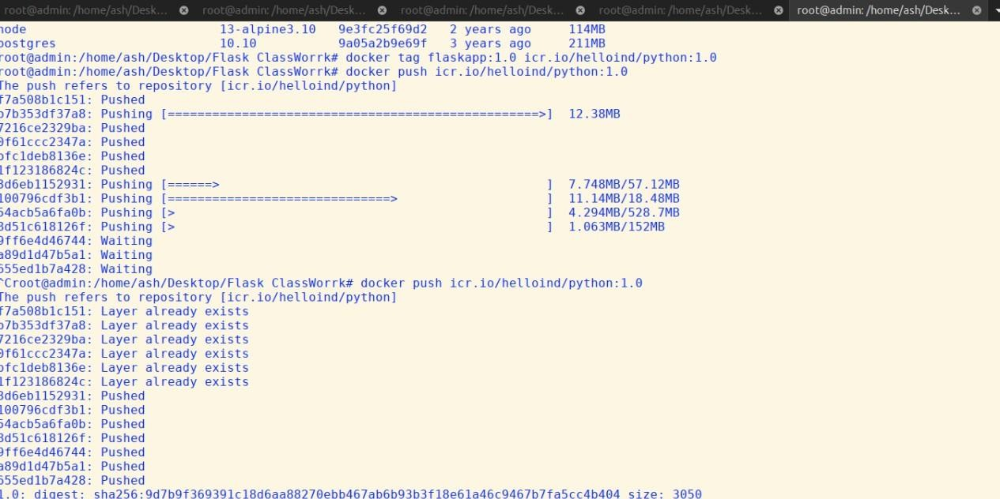 root@admin: /home/ash/Desk... root@admin: /home/ash/Desk... root@admin: /home/ash/Desk... root@admin: /home/ash/Desk... root@admin: /home/ash/Desk...
node 13-alpine3.10 9e3fc25f69d2 2 years ago 114MB
postgres 10.10 9a05a2b9e69f 3 years ago 211MB
root@admin:/home/ash/Desktop/Flask ClassWorrk# docker tag flaskapp:1.0 icr.io/helloind/python:1.0
root@admin:/home/ash/Desktop/Flask ClassWorrk# docker push icr.io/helloind/python:1.0
The push refers to repository [icr.io/helloind/python]
f7a508b1c151: Pushed
b7b353df37a8: Pushing [==================================================>] 12.38MB
7216ce2329ba: Pushed
0f61ccc2347a: Pushed
bfc1deb8136e: Pushed
1f123186824c: Pushed
3d6eb1152931: Pushing [======> ] 7.748MB/57.12MB
100796cdf3b1: Pushing [==============================> ] 11.14MB/18.48MB
54acb5a6fa0b: Pushing [> ] 4.294MB/528.7MB
8d51c618126f: Pushing [> ] 1.063MB/152MB
9ff6e4d46744: Waiting
a89d1d47b5a1: Waiting
655ed1b7a428: Waiting
^Croot@admin:/home/ash/Desktop/Flask ClassWorrk# docker push icr.io/helloind/python:1.0
The push refers to repository [icr.io/helloind/python]
f7a508b1c151: Layer already exists
b7b353df37a8: Layer already exists
7216ce2329ba: Layer already exists
0f61ccc2347a: Layer already exists
bfc1deb8136e: Layer already exists
1f123186824c: Layer already exists
3d6eb1152931: Pushed
100796cdf3b1: Pushed
54acb5a6fa0b: Pushed
8d51c618126f: Pushed
9ff6e4d46744: Pushed
a89d1d47b5a1: Pushed
655ed1b7a428: Pushed
1.0: digest: sha256:9d7b9f369391c18d6aa88270ebb467ab6b93b3f18e61a46c9467b7fa5cc4b404 size: 3050